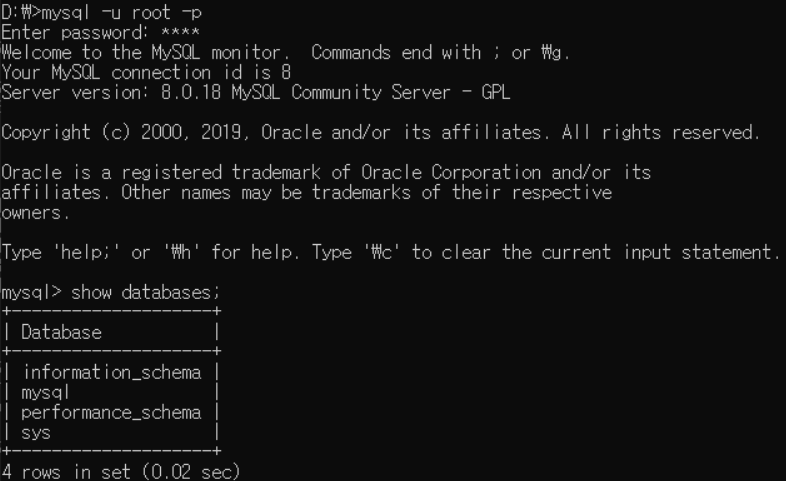 D:₩>mysql -u root -p
Enter password: ****
Welcome to the MySQL monitor.  Commands end with ; or ₩g.
Your MySQL connection id is 8
Server version: 8.0.18 MySQL Community Server - GPL

Copyright (c) 2000, 2019, Oracle and/or its affiliates. All rights reserved.

Oracle is a registered trademark of Oracle Corporation and/or its
affiliates. Other names may be trademarks of their respective
owners.

Type 'help;' or '₩h' for help. Type '₩c' to clear the current input statement.

mysql> show databases;
+--------------------+
| Database           |
+--------------------+
| information_schema |
| mysql              |
| performance_schema |
| sys                |
+--------------------+
4 rows in set (0.02 sec)